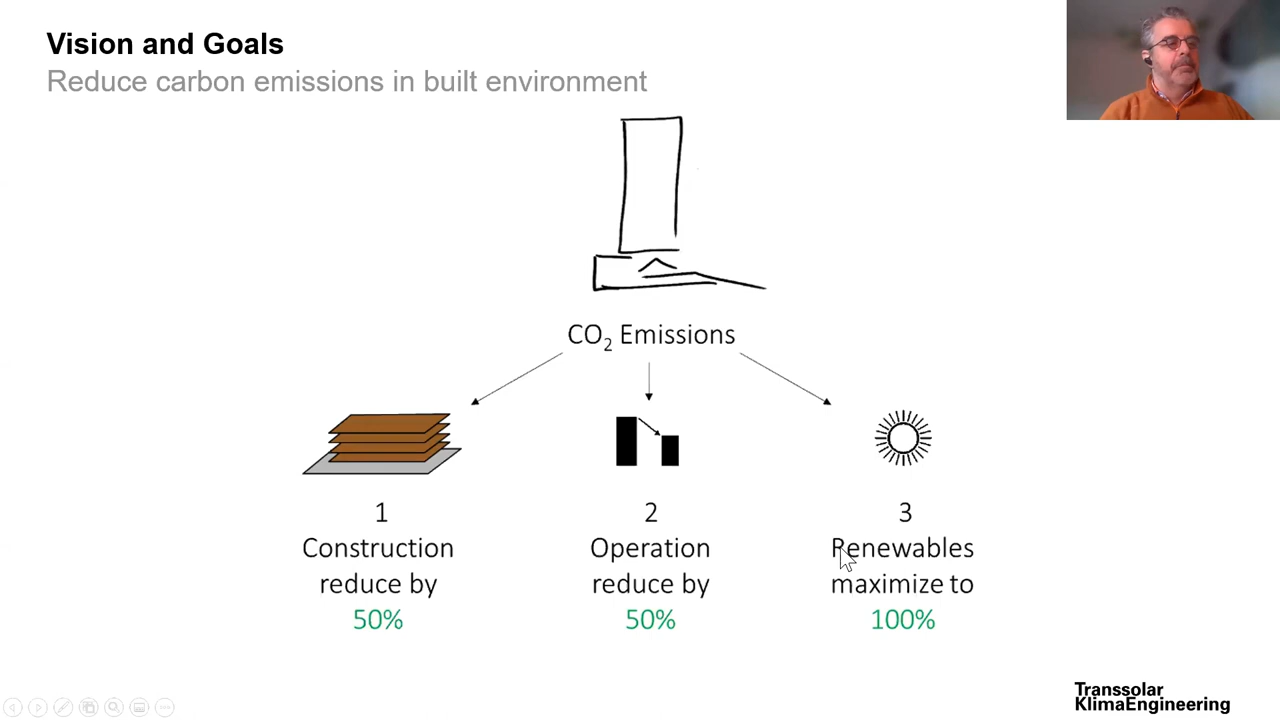 Vision and Goals
Reduce carbon emissions in built environment
CO₂ Emissions
1
Construction
reduce by
50%
2
Operation
reduce by
50%
3
Renewables
maximize to
100%
Transsolar
KlimaEngineering